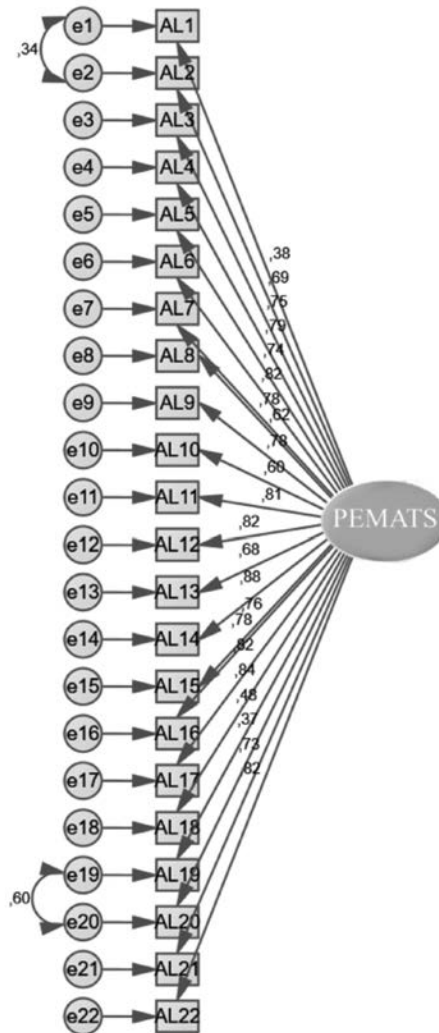 e1 AL1
,34
e2 AL2
e3 AL3
e4 AL4
e5 AL5
e6 AL6
e7 AL7
e8 AL8
e9 AL9
e10 AL10
e11 AL11
e12 AL12
e13 AL13
e14 AL14
e15 AL15
e16 AL16
e17 AL17
e18 AL18
e19 AL19
,60
e20 AL20
e21 AL21
e22 AL22
,38
,69
,75
,79
,74
,82
,78
,62
,78
,60
,81
,82
,68
,88
,76
,78
,82
,84
,48
,37
,73
,82
PEMATS